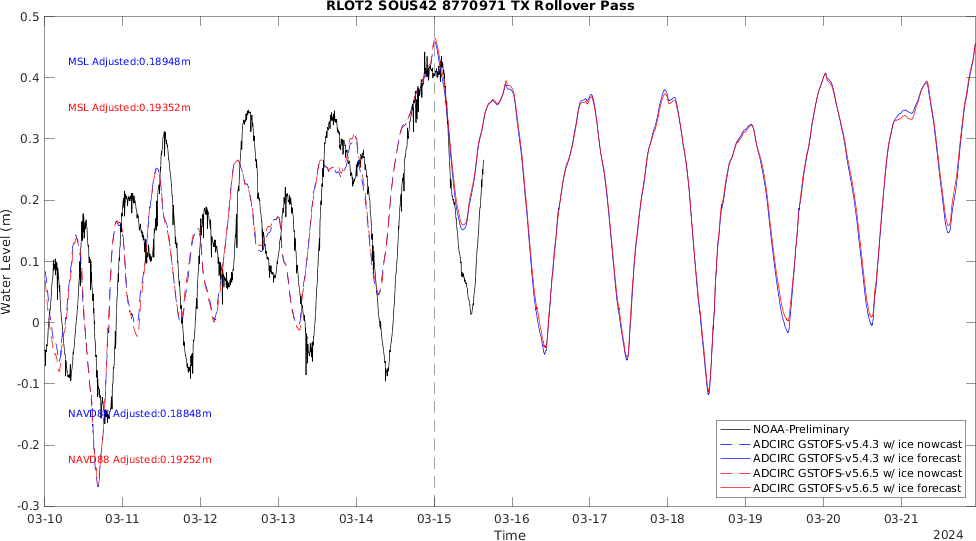 RLOT2 SOUS42 8770971 TX Rollover Pass
0.5
0.4
0.3
0.2
0.1
0
-0.1
-0.2
-0.3
Water Level (m)
MSL Adjusted:0.18948m
MSL Adjusted:0.19352m
NAVD88 Adjusted:0.18848m
NAVD88 Adjusted:0.19252m
NOAA-Preliminary
ADCIRC GSTOFS-v5.4.3 w/ ice nowcast
ADCIRC GSTOFS-v5.4.3 w/ ice forecast
ADCIRC GSTOFS-v5.6.5 w/ ice nowcast
ADCIRC GSTOFS-v5.6.5 w/ ice forecast
03-10 03-11 03-12 03-13 03-14 03-15 03-16 03-17 03-18 03-19 03-20 03-21
Time
2024